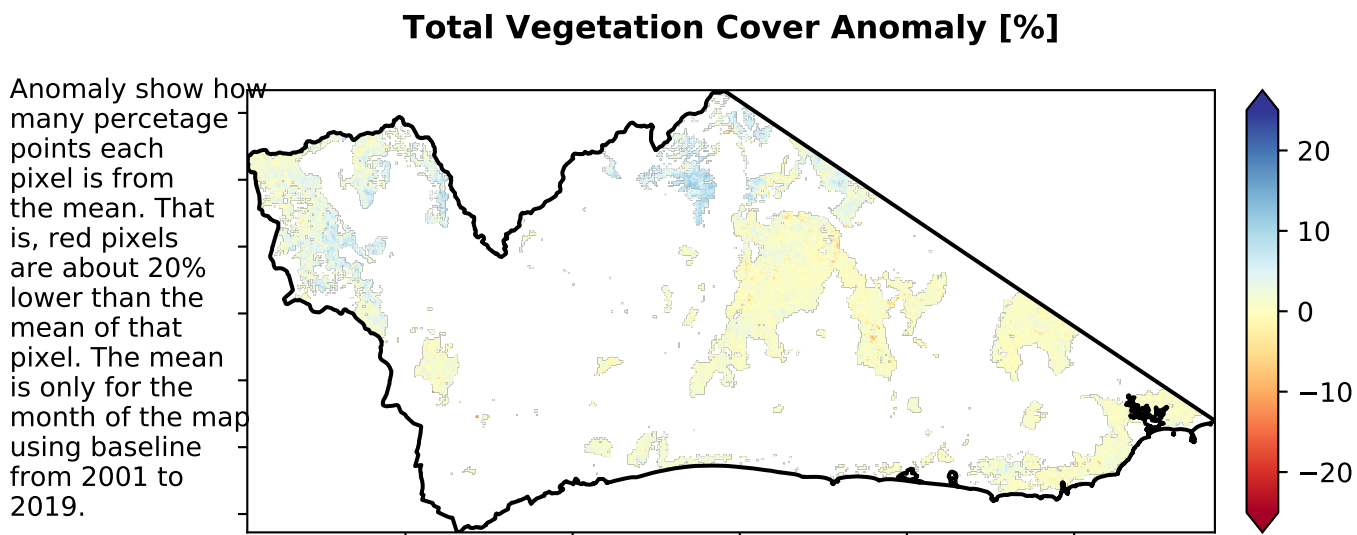 Total Vegetation Cover Anomaly [%]
Anomaly show how
many percetage
points each
pixel is from
the mean. That
is, red pixels
are about 20%
lower than the
mean of that
pixel. The mean
is only for the
month of the map
using baseline
from 2001 to
2019.
20
10
0
−10
−20